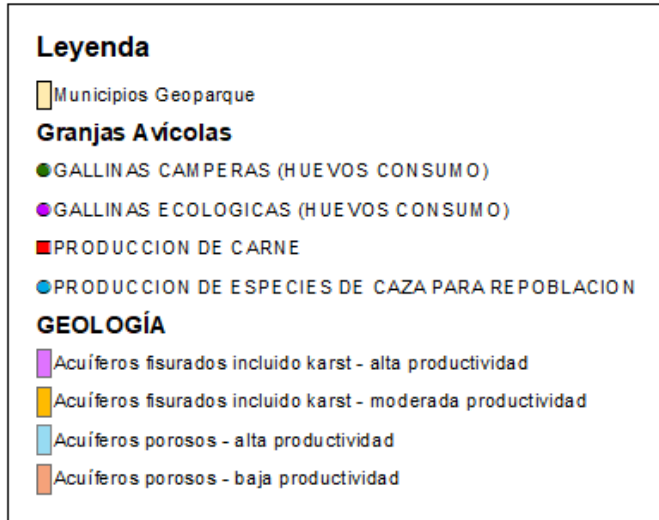 Leyenda
Municipios Geoparque
Granjas Avícolas
GALLINAS CAMPERAS (HUEVOS CONSUMO)
GALLINAS ECOLOGICAS (HUEVOS CONSUMO)
PRODUCCION DE CARNE
PRODUCCION DE ESPECIES DE CAZA PARA REPOBLACION
GEOLOGÍA
Acuíferos fisurados incluido karst - alta productividad
Acuíferos fisurados incluido karst - moderada productividad
Acuíferos porosos - alta productividad
Acuíferos porosos - baja productividad